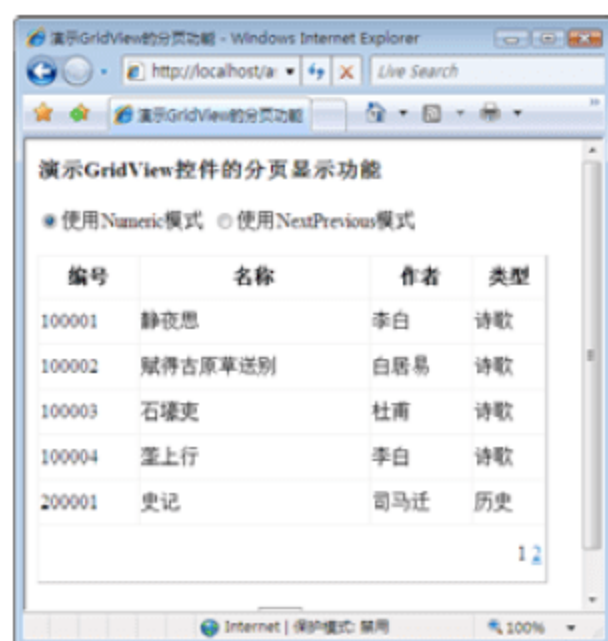 演示GridView的分页功能 - Windows Internet Explorer
http://localhost/a
Live Search
演示GridView的分页功能
演示GridView控件的分页显示功能
使用Numeric模式 使用NextPrevious模式
编号 名称 作者 类型
100001 静夜思 李白 诗歌
100002 赋得古原草送别 白居易 诗歌
100003 石壕吏 杜甫 诗歌
100004 塞上行 李白 诗歌
200001 史记 司马迁 历史
1 2
Internet | 保护模式: 禁用 100%